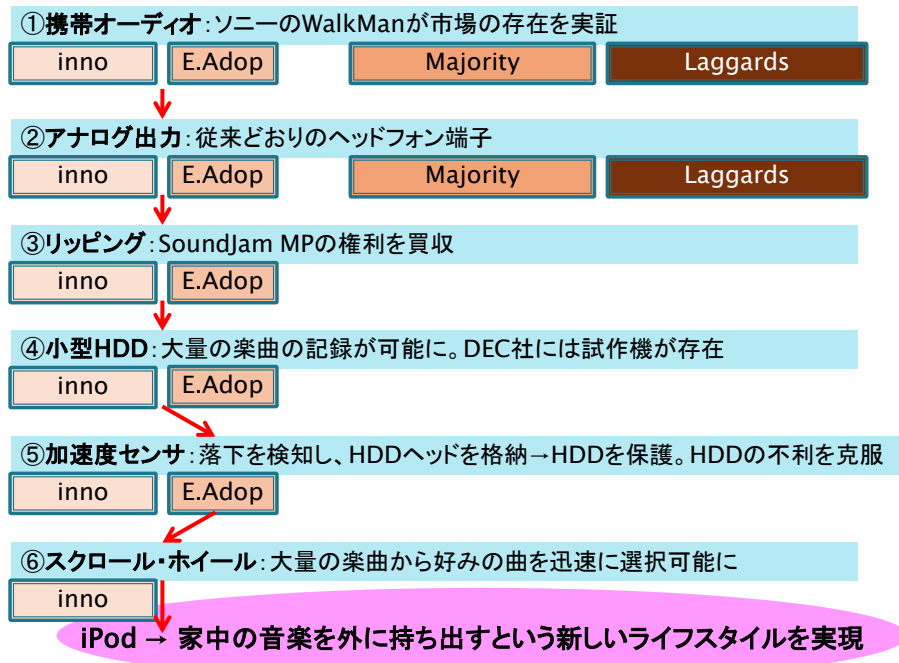 ①携帯オーディオ:ソニーのWalkManが市場の存在を実証
inno E.Adop Majority Laggards
②アナログ出力:従来どおりのヘッドフォン端子
inno E.Adop Majority Laggards
③リッピング:SoundJam MPの権利を買収
inno E.Adop
④小型HDD:大量の楽曲の記録が可能に。DEC社には試作機が存在
inno E.Adop
⑤加速度センサ:落下を検知し、HDDヘッドを格納→HDDを保護。HDDの不利を克服
inno E.Adop
⑥スクロール・ホイール:大量の楽曲から好みの曲を迅速に選択可能に
inno
iPod → 家中の音楽を外に持ち出すという新しいライフスタイルを実現